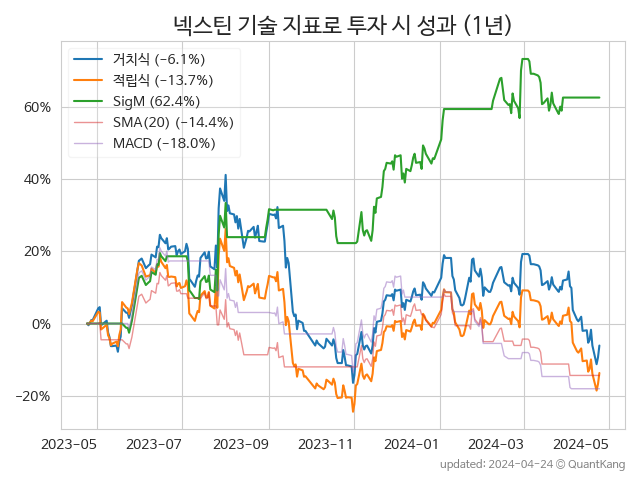 넥스틴 기술 지표로 투자 시 성과 (1년)
거치식 (−6.1%)
적립식 (−13.7%)
SigM (62.4%)
SMA(20) (−14.4%)
MACD (−18.0%)
60%
40%
20%
0%
−20%
2023-05
2023-07
2023-09
2023-11
2024-01
2024-03
2024-05
updated: 2024-04-24 © QuantKang